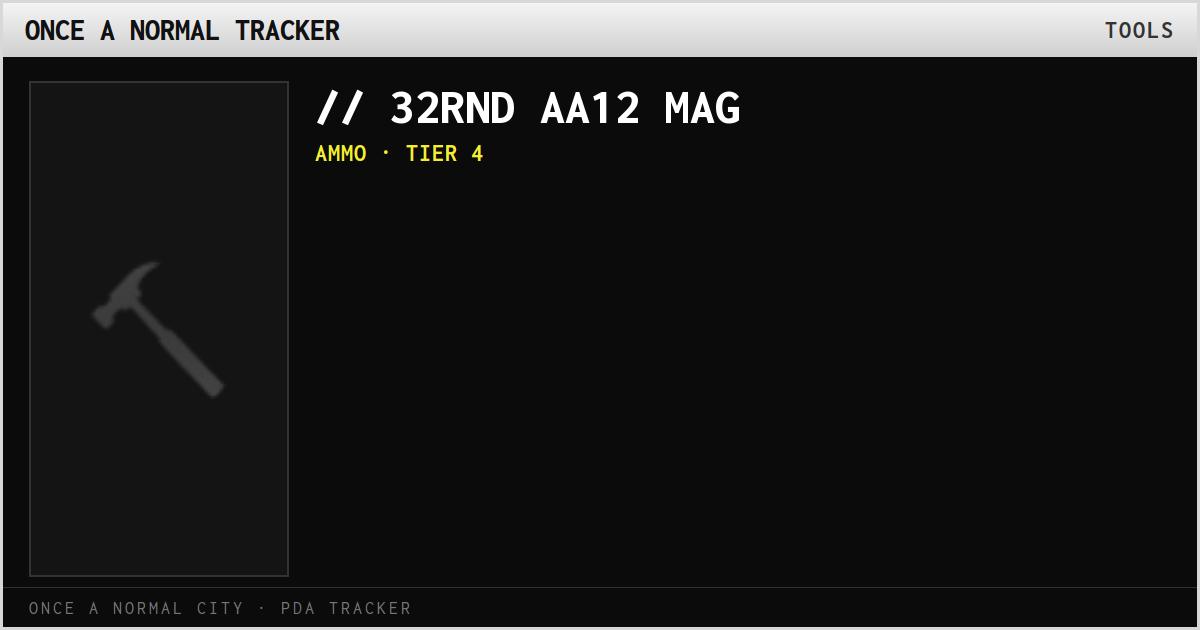 ONCE A NORMAL TRACKER
TOOLS
// 32RND AA12 MAG
AMMO · TIER 4
ONCE A NORMAL CITY · PDA TRACKER